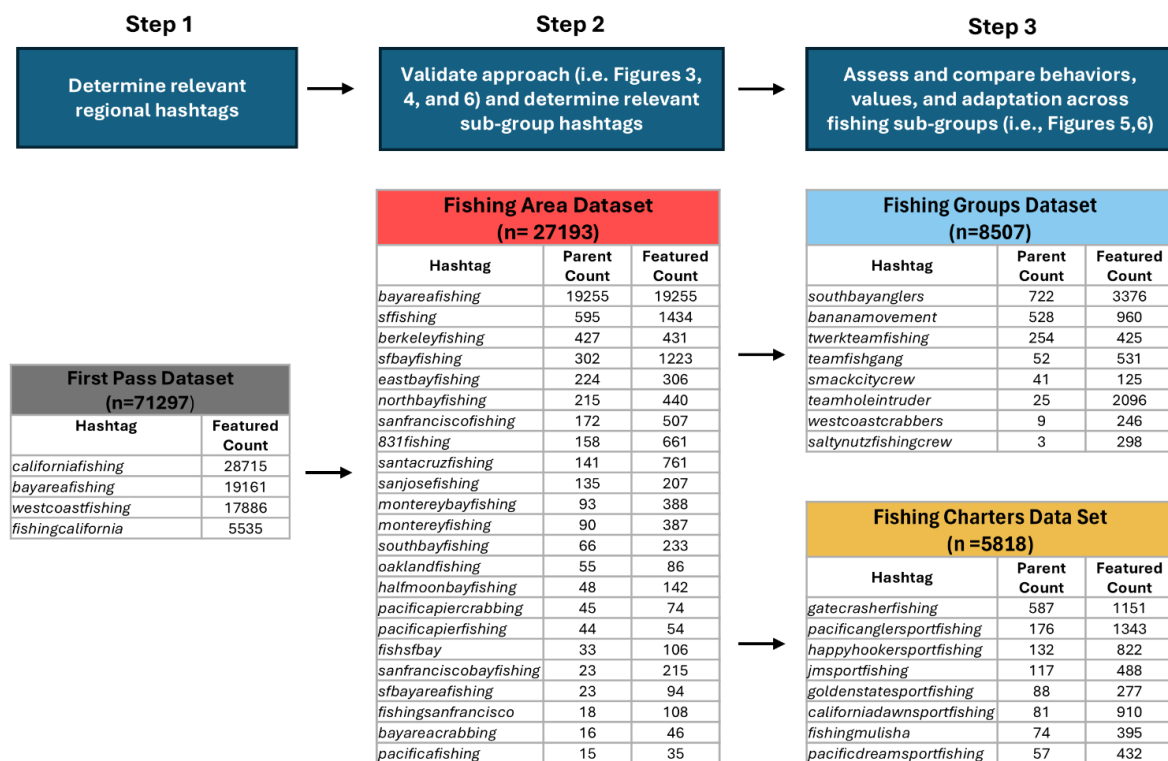 Step 1
Step 2
Step 3
Determine relevant
regional hashtags
Validate approach (i.e. Figures 3,
4, and 6) and determine relevant
sub-group hashtags
Assess and compare behaviors,
values, and adaptation across
fishing sub-groups (i.e., Figures 5,6)
First Pass Dataset
(n=71297)
Hashtag Featured
Count
californiafishing 28715
bayareafishing 19161
westcoastfishing 17886
fishingcalifornia 5535
Fishing Area Dataset
(n= 27193)
Hashtag Parent Featured
Count Count
bayareafishing 19255 19255
sffishing 595 1434
berkeleyfishing 427 431
sfbayfishing 302 1223
eastbayfishing 224 306
northbayfishing 215 440
sanfranciscofishing 172 507
831fishing 158 661
santacruzfishing 141 761
sanjosefishing 135 207
montereybayfishing 93 388
montereyfishing 90 387
southbayfishing 66 233
oaklandfishing 55 86
halfmoonbayfishing 48 142
pacificapiercrabbing 45 74
pacificapierfishing 44 54
fishsfbay 33 106
sanfranciscobayfishing 23 215
sfbayareafishing 23 94
fishingsanfrancisco 18 108
bayareacrabbing 16 46
pacificafishing 15 35
Fishing Groups Dataset
(n=8507)
Hashtag Parent Featured
Count Count
southbayanglers 722 3376
bananamovement 528 960
twerkteamfishing 254 425
teamfishgang 52 531
smackcitycrew 41 125
teamholeintruder 25 2096
westcoastcrabbers 9 246
saltynutzfishingcrew 3 298
Fishing Charters Data Set
(n =5818)
Hashtag Parent Featured
Count Count
gatecrasherfishing 587 1151
pacificanglersportfishing 176 1343
happyhookersportfishing 132 822
jmsportfishing 117 488
goldenstatesportfishing 88 277
californiadawnsportfishing 81 910
fishingmulisha 74 395
pacificdreamsportfishing 57 432